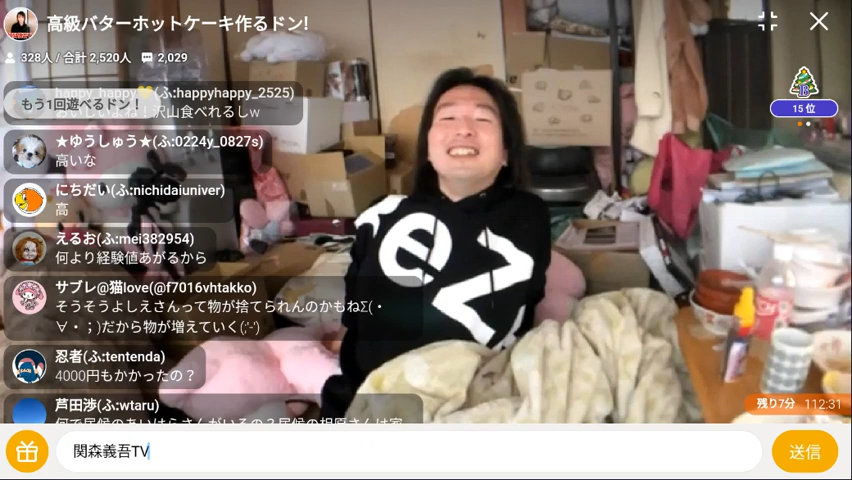 高級バターホットケーキ作るドン!
328人 / 合計 2,520人 2,029
happy_happy💛(ふ:happyhappy_2525)
もう1回遊べるドン！
おいしいよね！沢山食べれるしw
15 位
★ゆうしゅう★(ふ:0224y_0827s)
高いな
にちだい(ふ:nichidaiuniver)
高
えるお(ふ:mei382954)
何より経験値あがるから
サブレ@猫love(@f7016vhtakko)
そうそうよしえさんって物が捨てられんのかもねΣ(・
∀・；)だから物が増えていく(;'-')
忍者(ふ:tentenda)
4000円もかかったの？
芦田渉(ふ:wtaru)
残り7分 112:31
関森義吾TV
送信
reZ